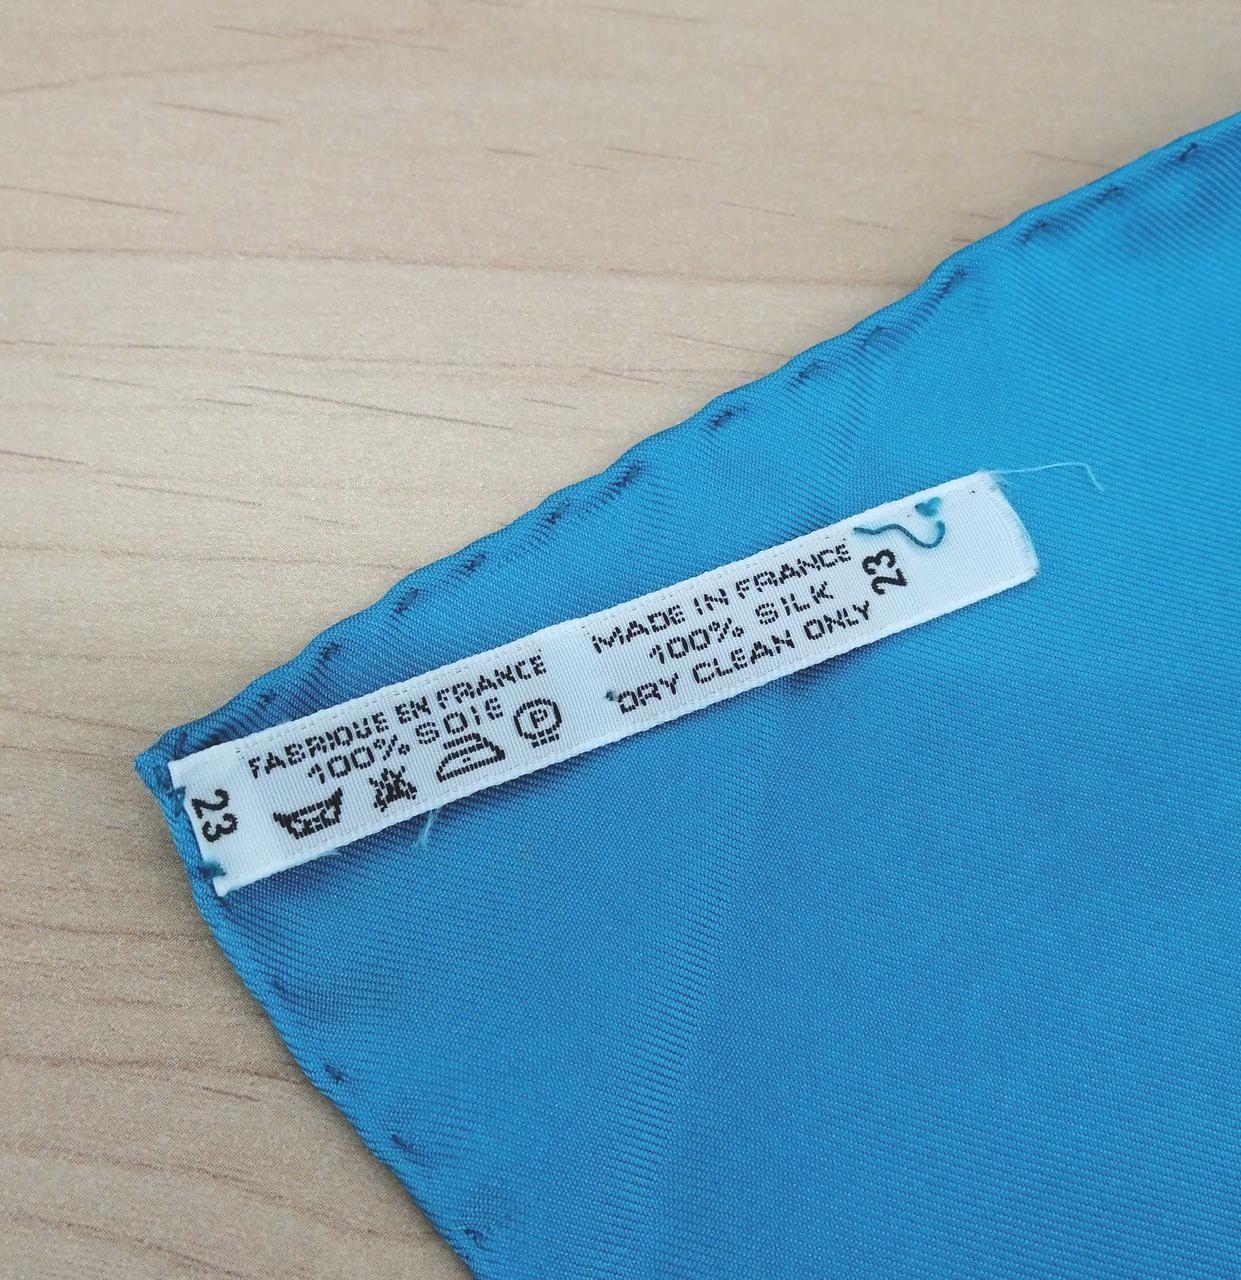 23
FABRIQUE EN FRANCE
100% SOIE
P
MADE IN FRANCE
100% SILK
DRY CLEAN ONLY
23